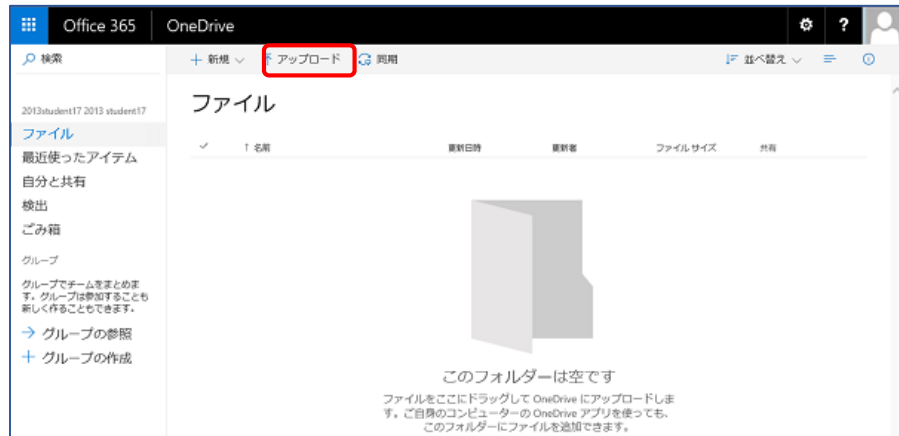 Office 365 OneDrive ?
検索 + 新規 アップロード 同期 並べ替え
2013student17 2013 student17
ファイル
ファイル
最近使ったアイテム
自分と共有
検出
ごみ箱
↑ 名前 更新日時 更新者 ファイル サイズ 共有
グループ
グループでチームをまとめま
す。グループは参加することも
新しく作ることもできます。
→ グループの参照
+ グループの作成
このフォルダーは空です
ファイルをここにドラッグして OneDrive にアップロードしま
す。ご自身のコンピューターの OneDrive アプリを使っても、
このフォルダーにファイルを追加できます。